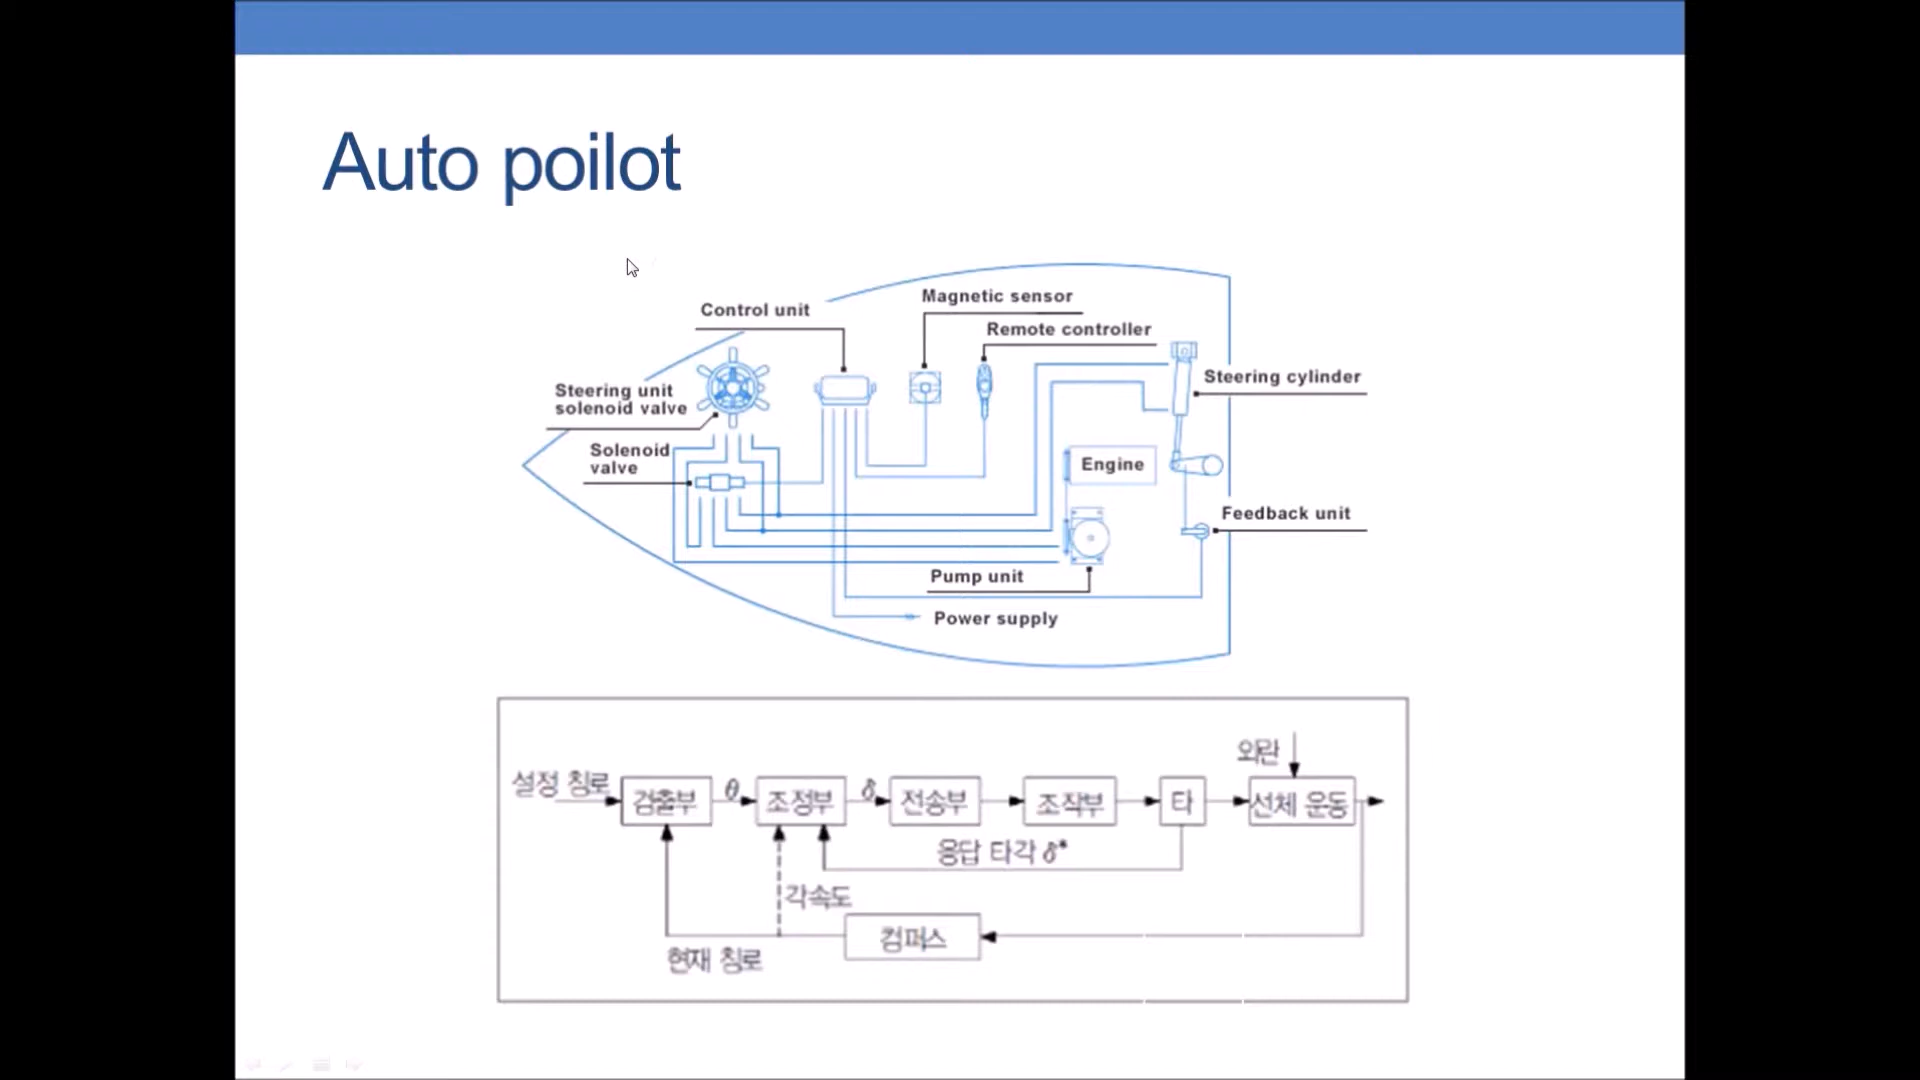 Auto poilot
Control unit
Magnetic sensor
Remote controller
Steering unit
solenoid valve
Steering cylinder
Solenoid
valve
Engine
Feedback unit
Pump unit
Power supply
외란
설정 침로
검출부
θ
조정부
δ
전송부
조작부
타
선체 운동
응답 타각 δ*
각속도
컴퍼스
현재 침로